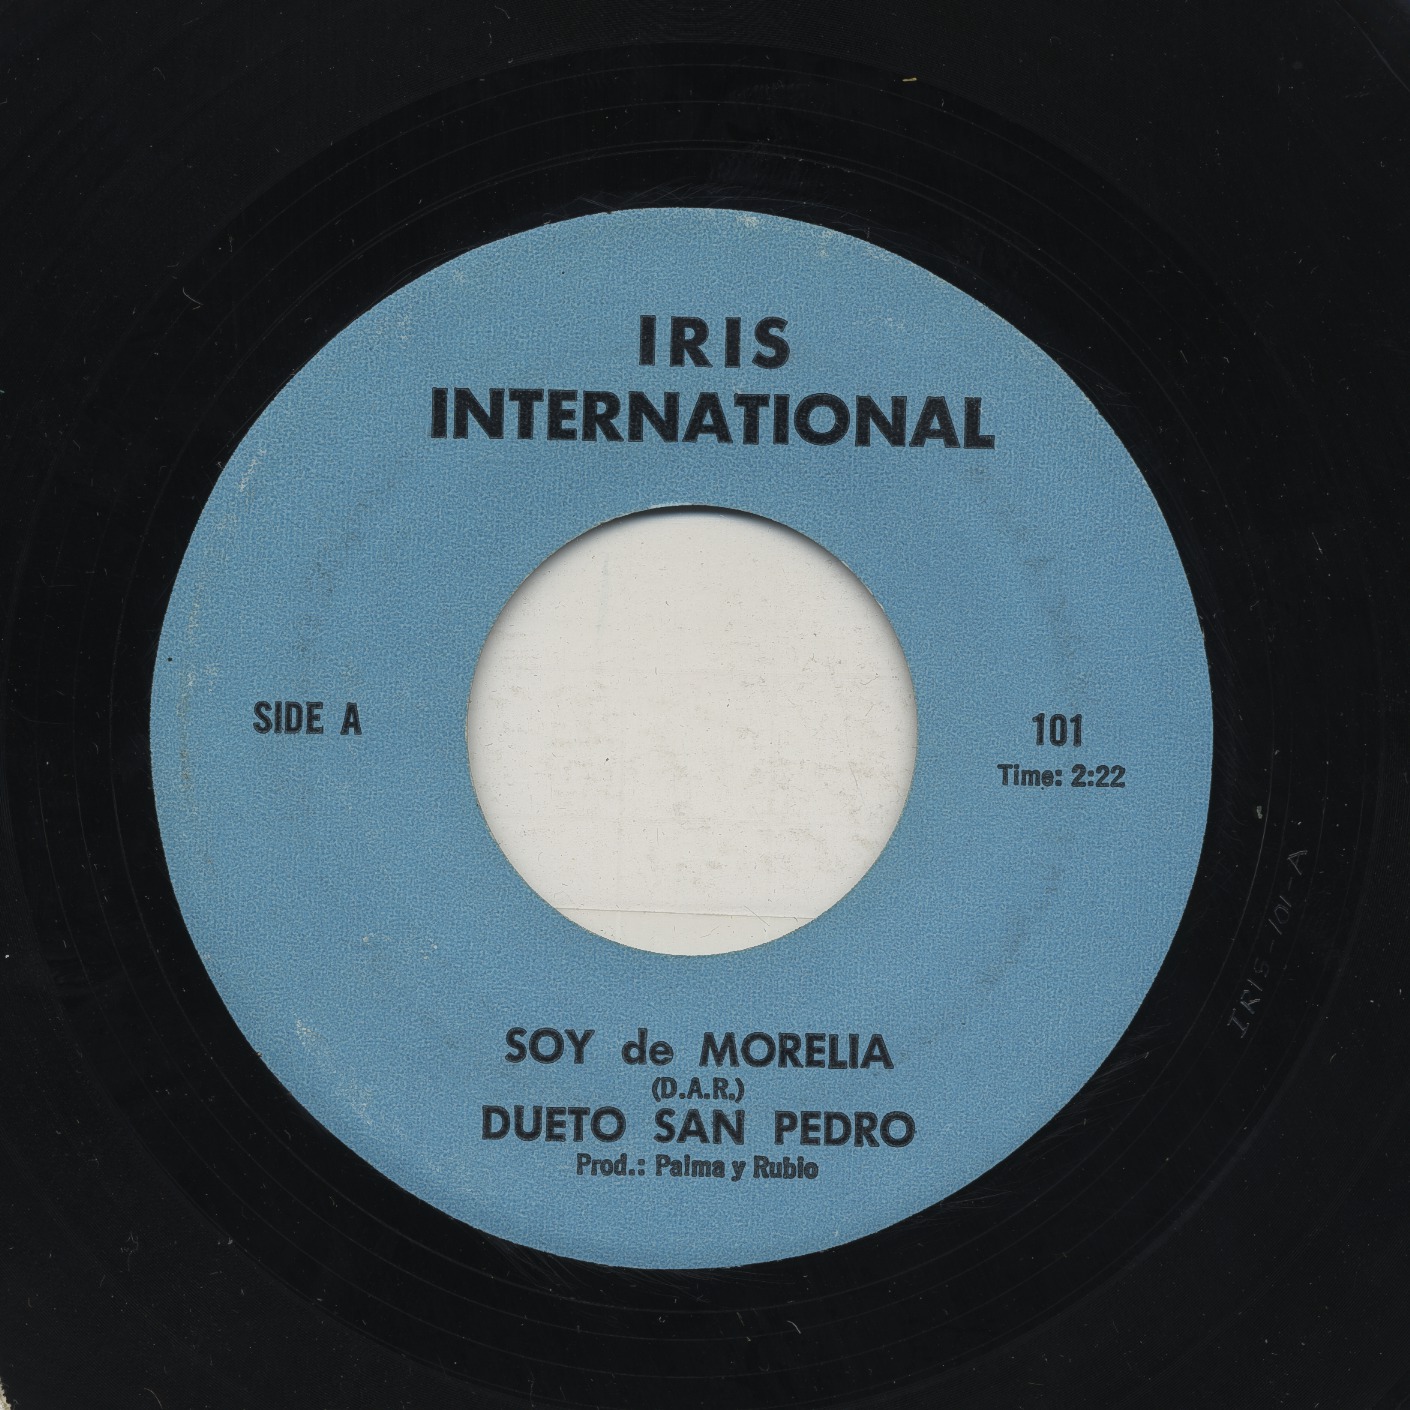 IRIS
INTERNATIONAL
SIDE A
101
Time: 2:22
SOY de MORELIA
(D.A.R.)
DUETO SAN PEDRO
Prod.: Palma y Rubio
IRIS-101-A